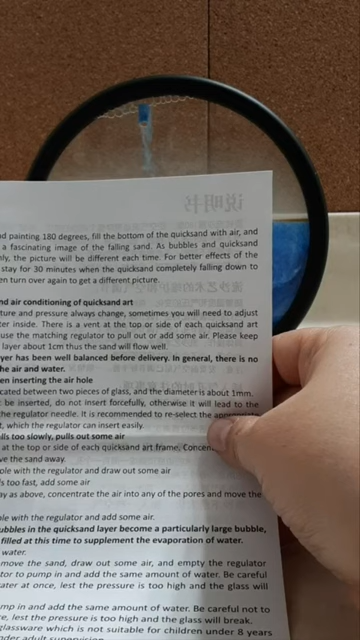 说明书
nd painting 180 degrees, fill the bottom of the quicksand with air, and
a fascinating image of the falling sand. As bubbles and quicksand
ly, the picture will be different each time. For better effects of the
stay for 30 minutes when the quicksand completely falling down to
en turn over again to get a different picture.
nd air conditioning of quicksand art
ture and pressure always change, sometimes you will need to adjust
ter inside. There is a vent at the top or side of each quicksand art
use the matching regulator to pull out or add some air. Please keep
layer about 1cm thus the sand will flow well.
yer has been well balanced before delivery. In general, there is no
he air and water.
en inserting the air hole
cated between two pieces of glass, and the diameter is about 1mm.
be inserted, do not insert forcefully, otherwise it will lead to the
he regulator needle. It is recommended to re-select the
t, which the regulator can insert easily.
lls too slowly, pulls out some air
at the top or side of each quicksand art frame.
ve the sand away.
ole with the regulator and draw out some air
ls too fast, add some air
ay as above, concentrate the air into any of the pores and move the
le with the regulator and add some air.
ubbles in the quicksand layer become a particularly large bubble,
filled at this time to supplement the evaporation of water.
water.
move the sand, draw out some air, and empty the regulator
tor to pump in and add the same amount of water. Be careful
ater at once, lest the pressure is too high and the glass will
mp in and add the same amount of water. Be careful not to
e, lest the pressure is too high and the glass will break.
glassware which is not suitable for children under 8 years
nder adult supervision.